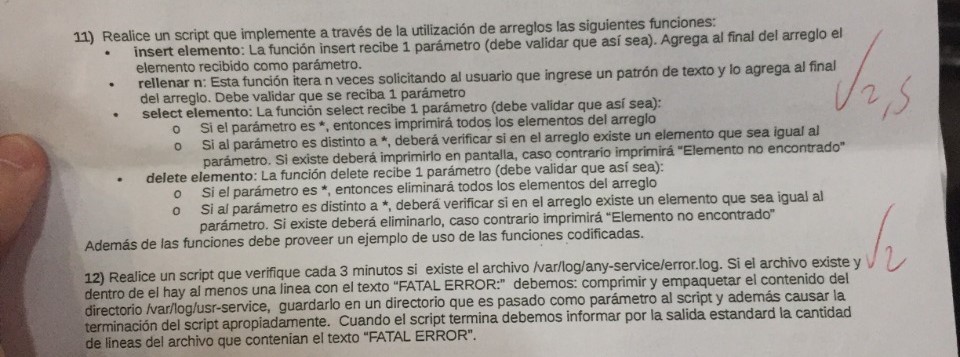 11) Realice un script que implemente a través de la utilización de arreglos las siguientes funciones:
• insert elemento: La función insert recibe 1 parámetro (debe validar que así sea). Agrega al final del arreglo el
elemento recibido como parámetro.
• rellenar n: Esta función itera n veces solicitando al usuario que ingrese un patrón de texto y lo agrega al final
del arreglo. Debe validar que se reciba 1 parámetro
• select elemento: La función select recibe 1 parámetro (debe validar que así sea):
o Si el parámetro es *, entonces imprimirá todos los elementos del arreglo
o Si al parámetro es distinto a *, deberá verificar si en el arreglo existe un elemento que sea igual al
parámetro. Si existe deberá imprimirlo en pantalla, caso contrario imprimirá "Elemento no encontrado"
• delete elemento: La función delete recibe 1 parámetro (debe validar que así sea):
o Si el parámetro es *, entonces eliminará todos los elementos del arreglo
o Si al parámetro es distinto a *, deberá verificar si en el arreglo existe un elemento que sea igual al
parámetro. Si existe deberá eliminarlo, caso contrario imprimirá "Elemento no encontrado"
Además de las funciones debe proveer un ejemplo de uso de las funciones codificadas.
√2,5
12) Realice un script que verifique cada 3 minutos si existe el archivo /var/log/any-service/error.log. Si el archivo existe y
dentro de el hay al menos una linea con el texto "FATAL ERROR:" debemos: comprimir y empaquetar el contenido del
directorio /var/log/usr-service, guardarlo en un directorio que es pasado como parámetro al script y además causar la
terminación del script apropiadamente. Cuando el script termina debemos informar por la salida estandard la cantidad
de lineas del archivo que contenian el texto "FATAL ERROR".
√2